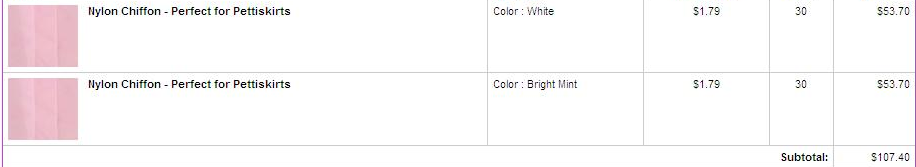 Nylon Chiffon - Perfect for Pettiskirts Color : White $1.79 30 $53.70
Nylon Chiffon - Perfect for Pettiskirts Color : Bright Mint $1.79 30 $53.70
Subtotal: $107.40